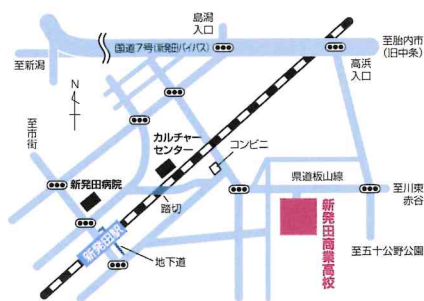 島潟
入口
国道7号(新発田バイパス)
至胎内市
(旧中条)
至新潟
高浜
入口
N
至市街
カルチャー
センター
コンビニ
新発田病院
県道板山線
至川東
赤谷
踏切
新発田商業高校
新発田駅
地下道
至五十公野公園